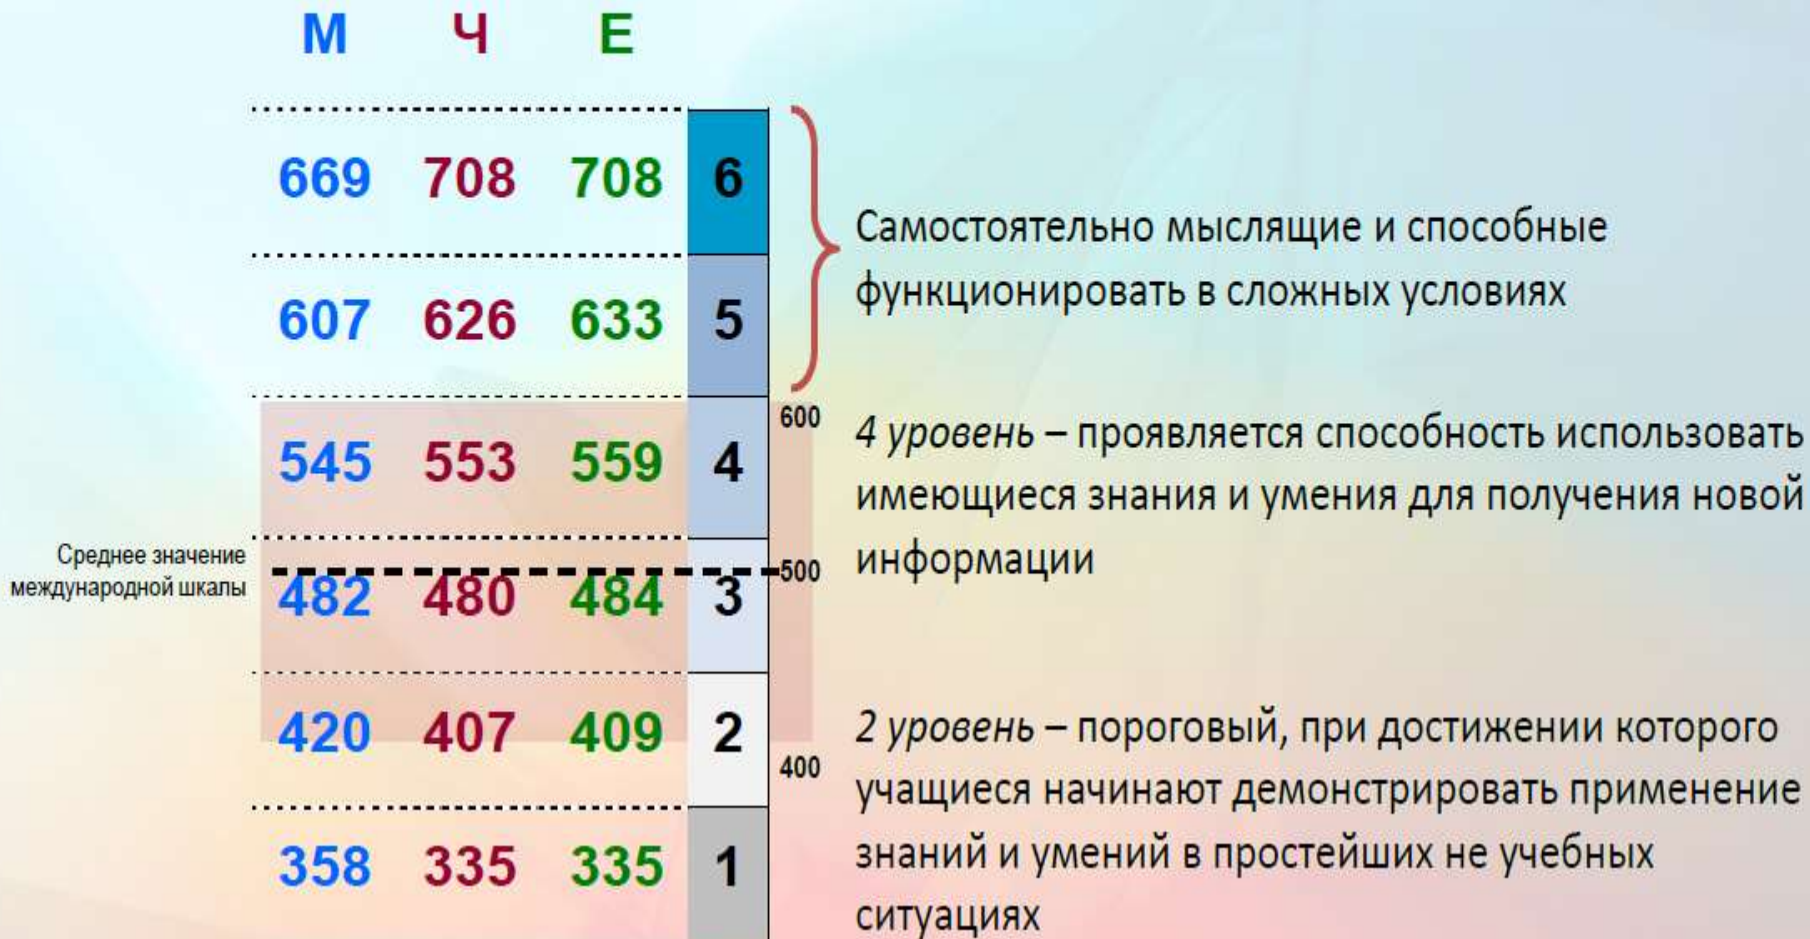 М Ч Е
669 708 708 6
Самостоятельно мыслящие и способные
функционировать в сложных условиях
607 626 633 5
600
545 553 559 4
4 уровень – проявляется способность использовать
имеющиеся знания и умения для получения новой
информации
Среднее значение
международной шкалы
500
482 480 484 3
420 407 409 2
400
2 уровень – пороговый, при достижении которого
учащиеся начинают демонстрировать применение
знаний и умений в простейших не учебных
ситуациях
358 335 335 1